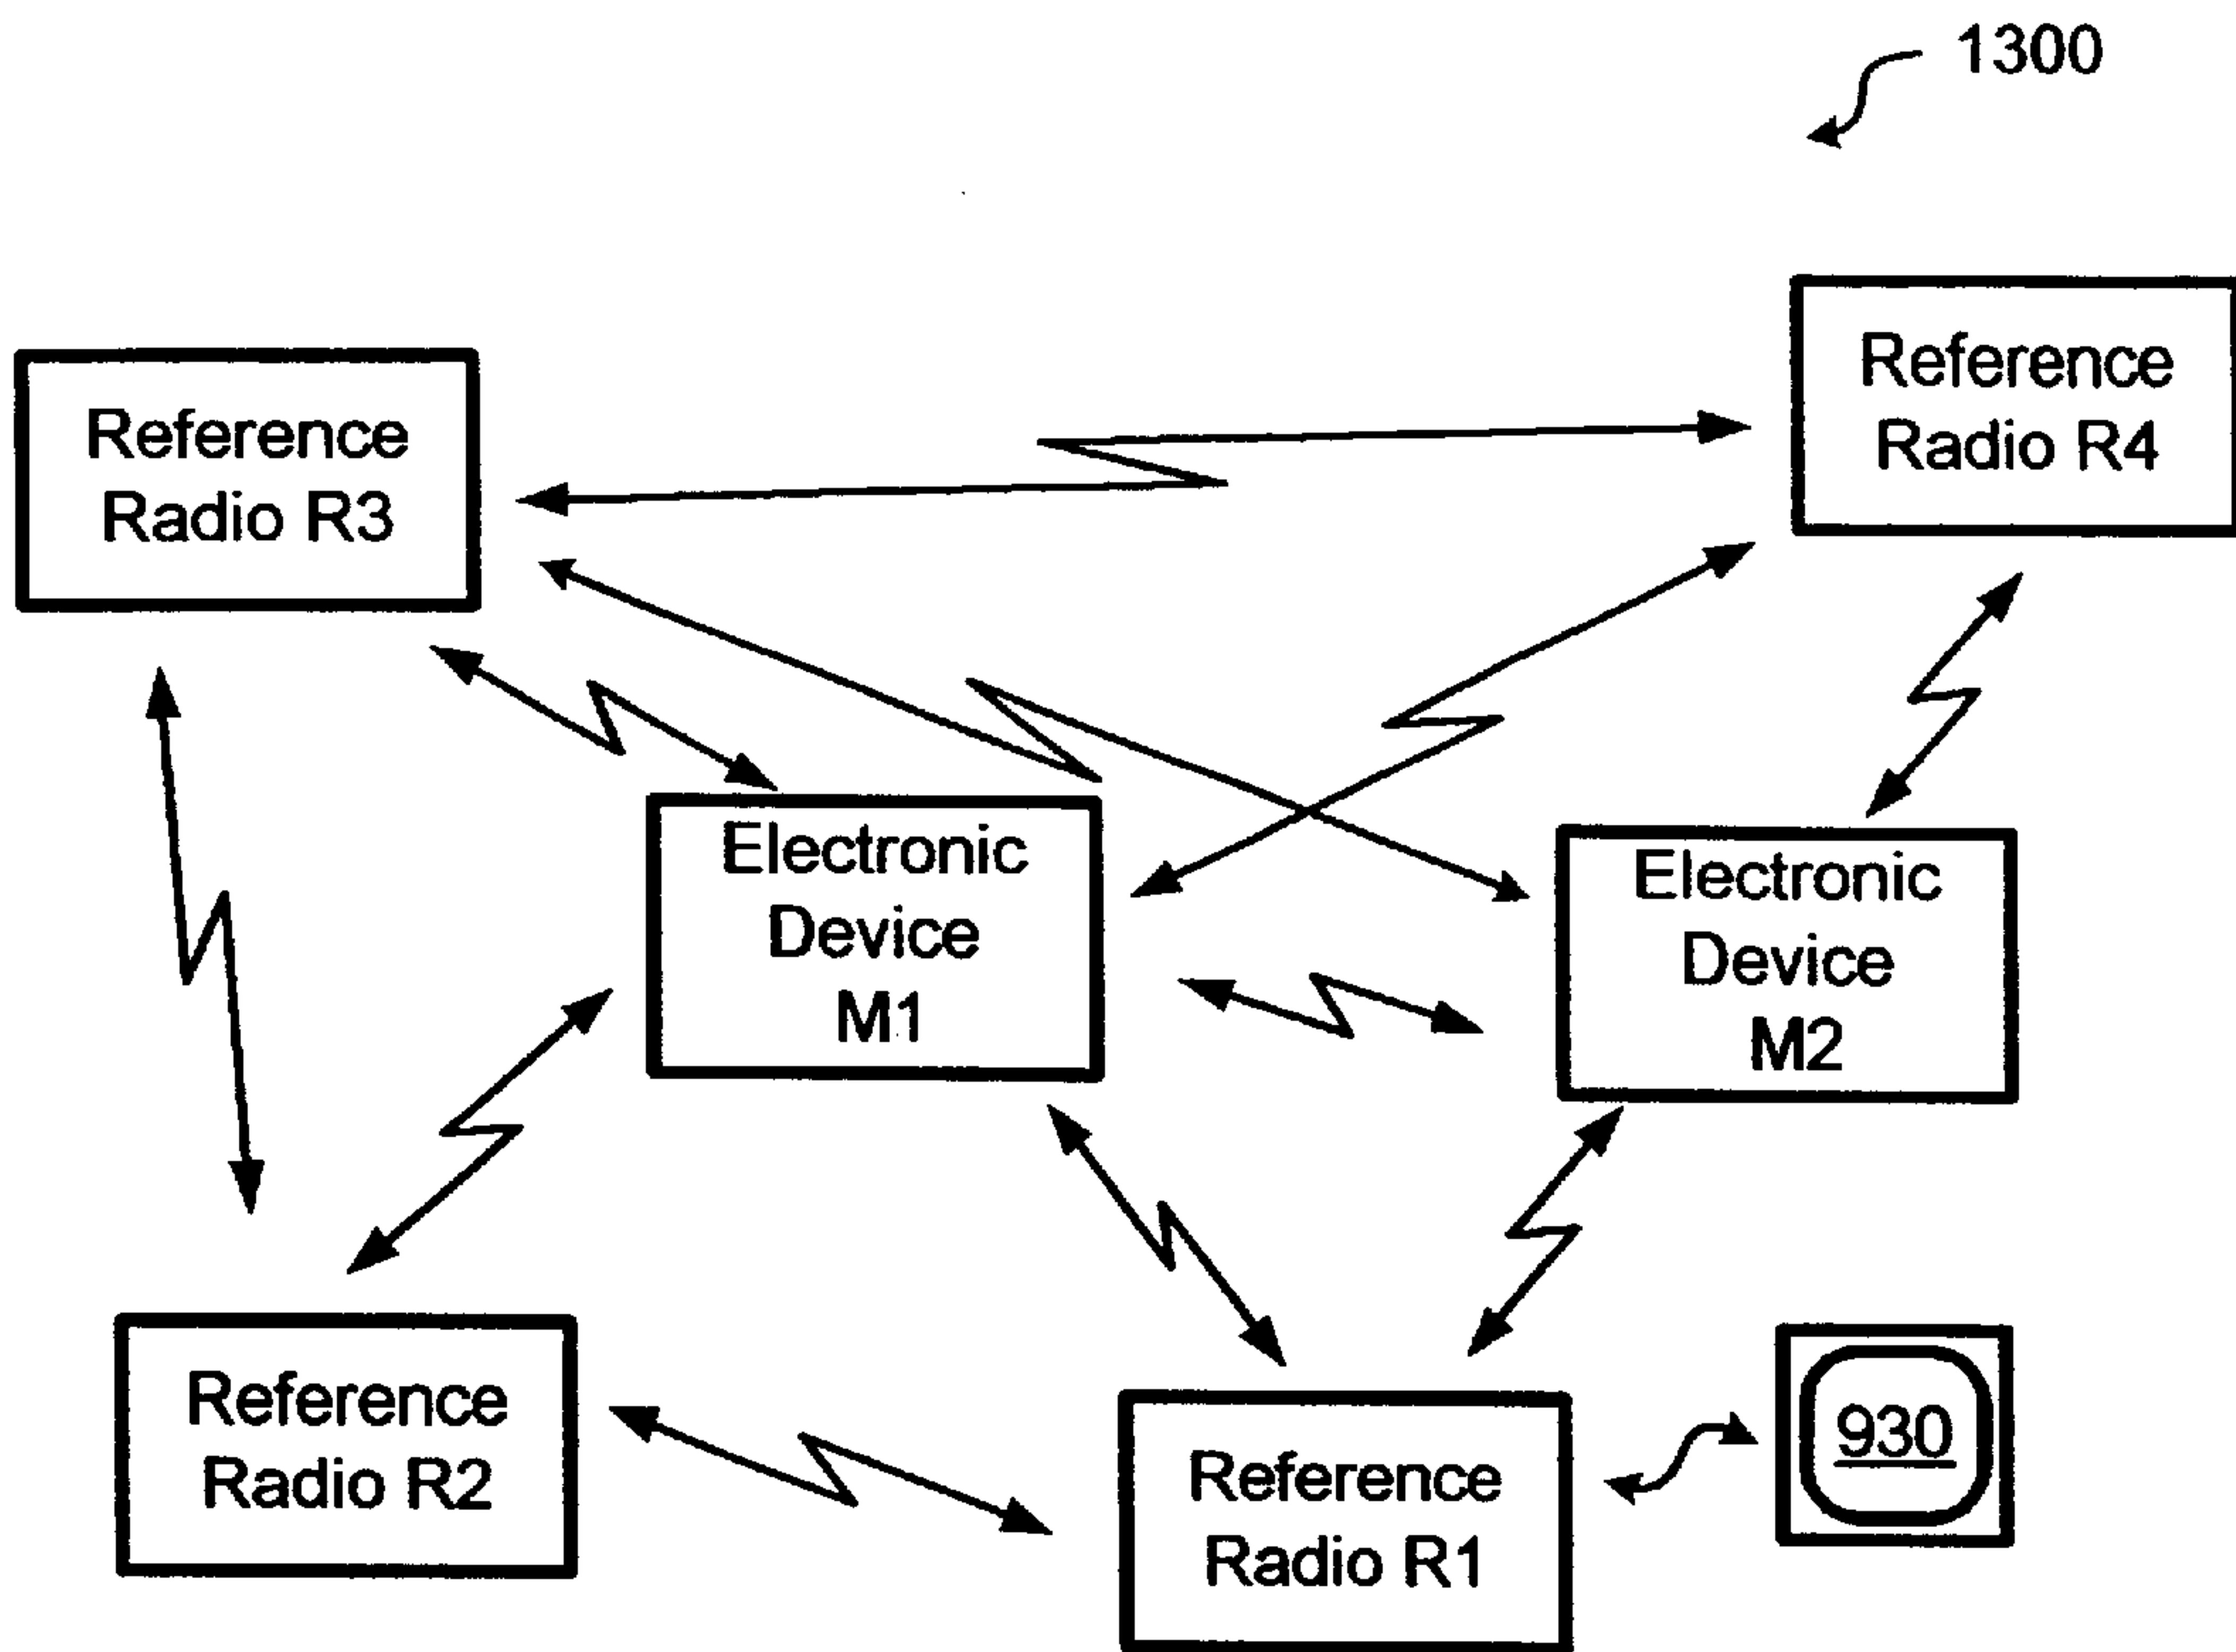 1300
Reference
Radio R4
Reference
Radio R3
Electronic
Device
M1
Electronic
Device
M2
Reference
Radio R2
Reference
Radio R1
930